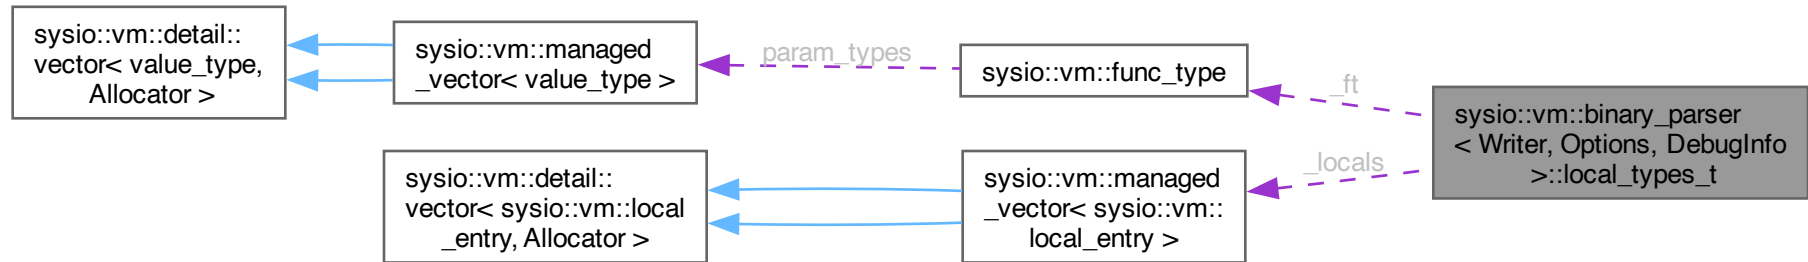 sysio::vm::detail::
vector< value_type,
Allocator >
sysio::vm::managed
_vector< value_type >
param_types
sysio::vm::func_type
_ft
sysio::vm::binary_parser
< Writer, Options, DebugInfo
>::local_types_t
sysio::vm::detail::
vector< sysio::vm::local
_entry, Allocator >
sysio::vm::managed
_vector< sysio::vm::
local_entry >
_locals